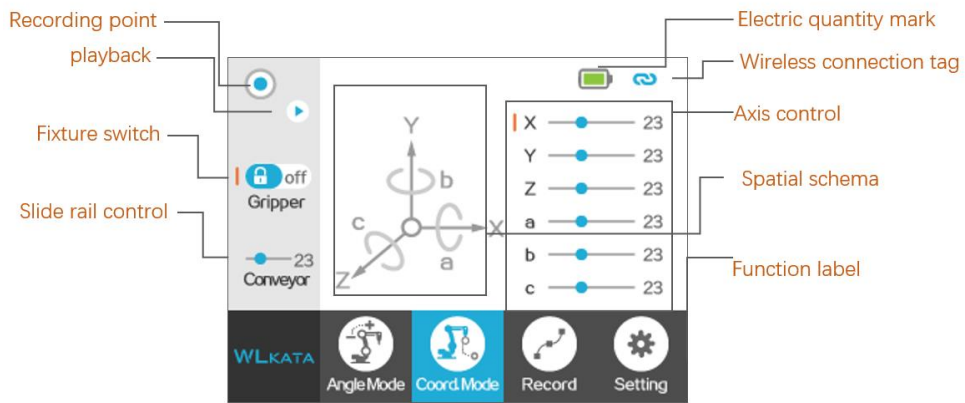 Recording point
playback
Fixture switch
Slide rail control
Electric quantity mark
Wireless connection tag
Axis control
Spatial schema
Function label
off
Gripper
23
Conveyor
Y
b
c
X
a
Z
X 23
Y 23
Z 23
a 23
b 23
c 23
WLKATA
Angle Mode
Coord. Mode
Record
Setting